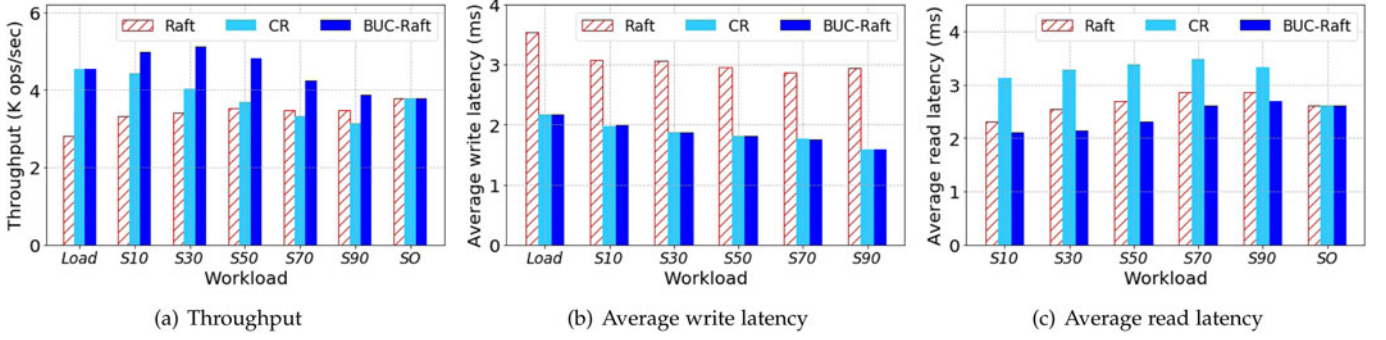 Raft CR BUC-Raft
Throughput (K ops/sec)
6
4
2
0
Load S10 S30 S50 S70 S90 SO
Workload
(a) Throughput
Raft CR BUC-Raft
Average write latency (ms)
4
3
2
1
0
Load S10 S30 S50 S70 S90
Workload
(b) Average write latency
Raft CR BUC-Raft
Average read latency (ms)
4
3
2
1
0
S10 S30 S50 S70 S90 SO
Workload
(c) Average read latency